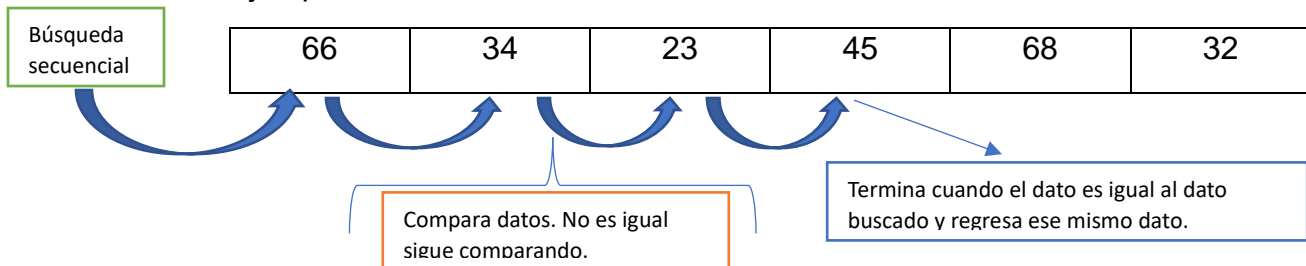 Búsqueda
secuencial
66 34 23 45 68 32
Compara datos. No es igual
sigue comparando.
Termina cuando el dato es igual al dato
buscado y regresa ese mismo dato.